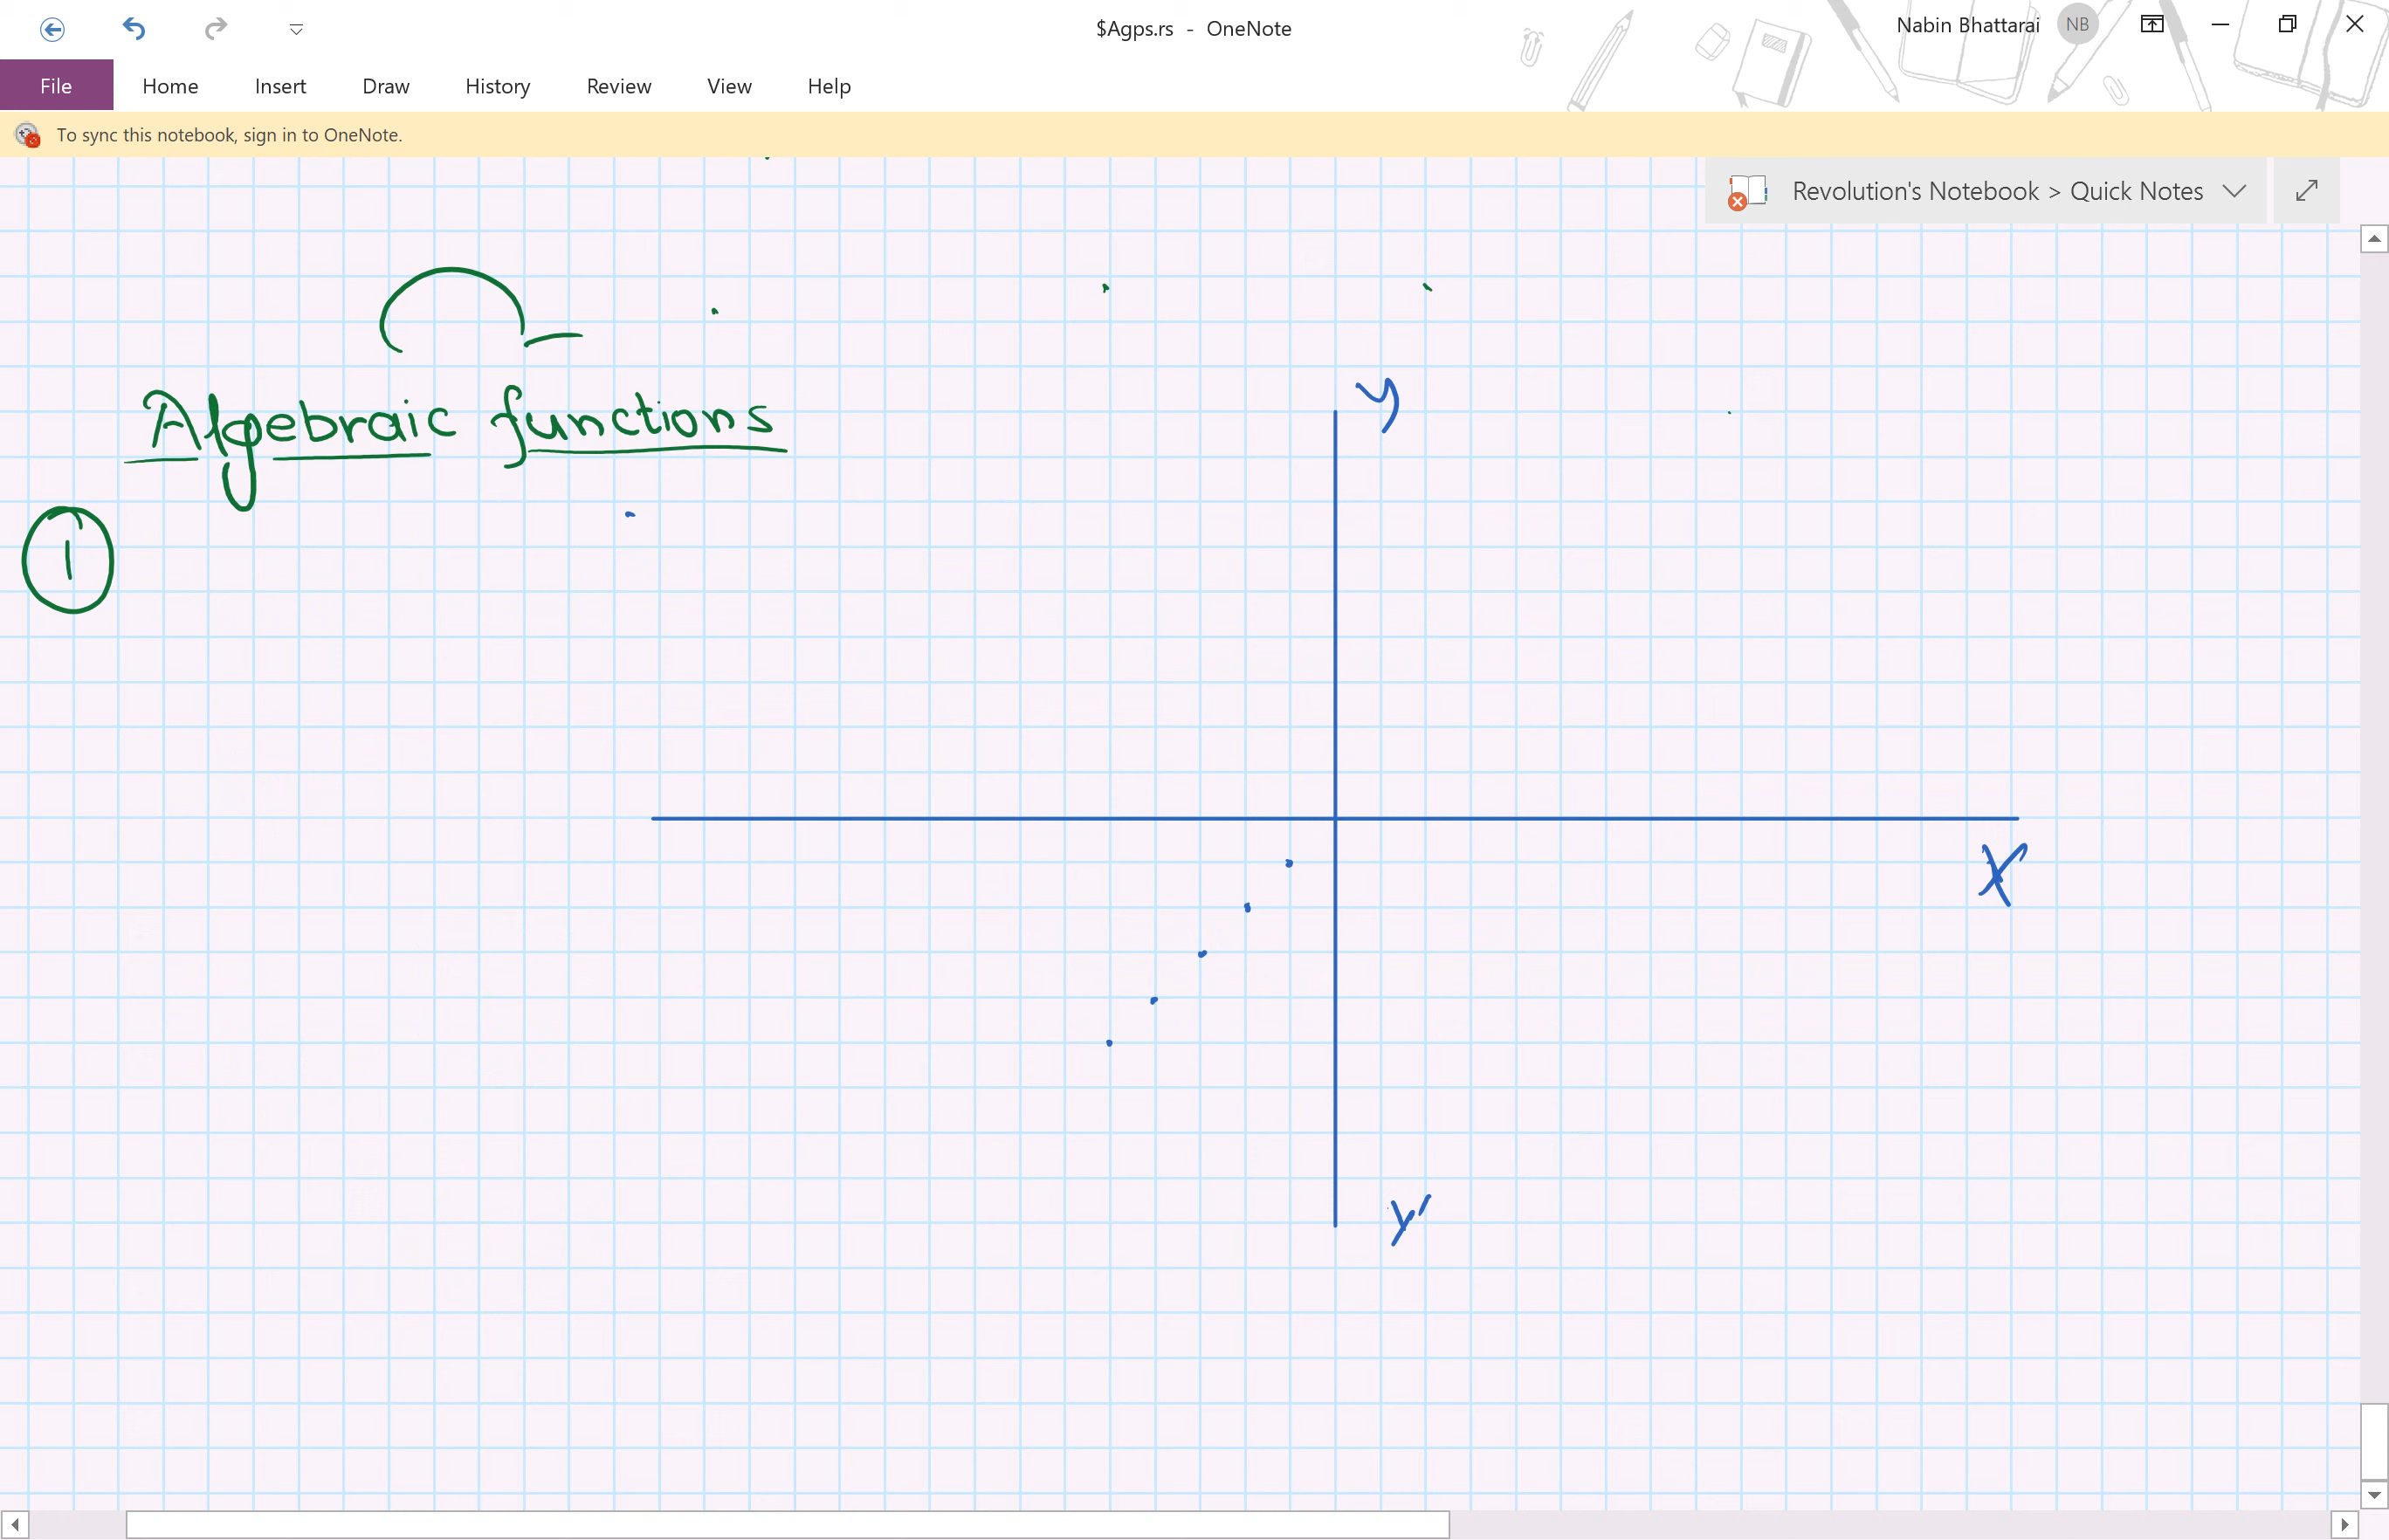 $Agps.rs - OneNote
Nabin Bhattarai NB
File Home Insert Draw History Review View Help
To sync this notebook, sign in to OneNote.
Revolution's Notebook > Quick Notes
Algebraic functions
1
y
X
y'